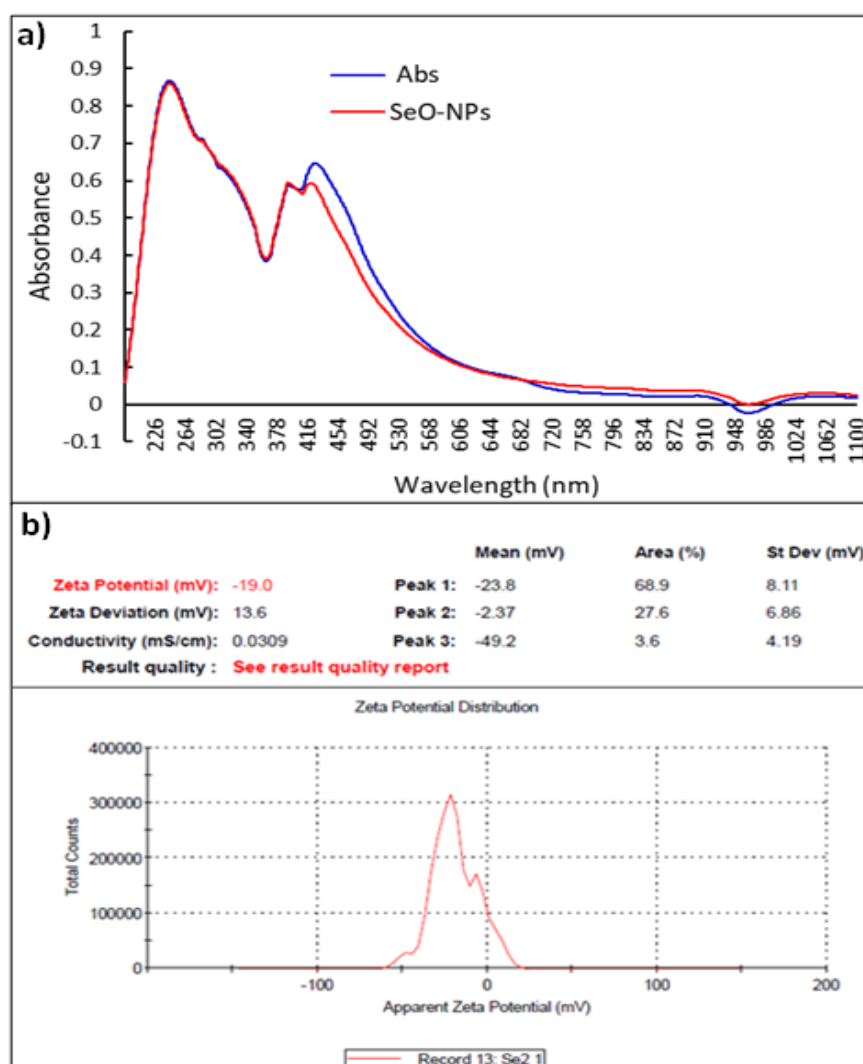 a)
1
0.9
0.8
0.7
0.6
0.5
0.4
0.3
0.2
0.1
0
-0.1
Absorbance
Abs
SeO-NPs
226 264 302 340 378 416 454 492 530 568 606 644 682 720 758 796 834 872 910 948 986 1024 1062 1100
Wavelength (nm)
b)
Mean (mV) Area (%) St Dev (mV)
Zeta Potential (mV): -19.0 Peak 1: -23.8 68.9 8.11
Zeta Deviation (mV): 13.6 Peak 2: -2.37 27.6 6.86
Conductivity (mS/cm): 0.0309 Peak 3: -49.2 3.6 4.19
Result quality : See result quality report
Zeta Potential Distribution
400000
300000
200000
100000
0
Total Counts
-100 0 100 200
Apparent Zeta Potential (mV)
Record 13: Se2 1